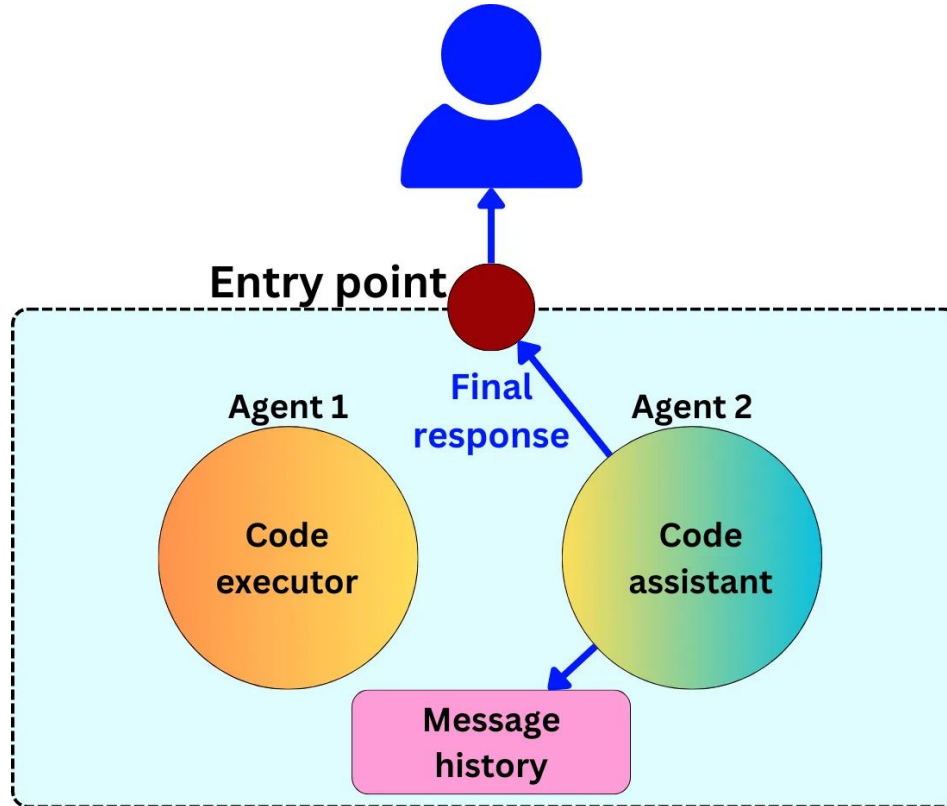 Entry point
Final
response
Agent 1
Agent 2
Code
executor
Code
assistant
Message
history